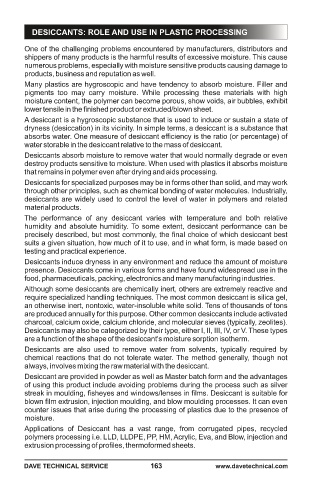 DESICCANTS: ROLE AND USE IN PLASTIC PROCESSING
One of the challenging problems encountered by manufacturers, distributors and
shippers of many products is the harmful results of excessive moisture. This cause
numerous problems, especially with moisture sensitive products causing damage to
products, business and reputation as well.
Many plastics are hygroscopic and have tendency to absorb moisture. Filler and
pigments too may carry moisture. While processing these materials with high
moisture content, the polymer can become porous, show voids, air bubbles, exhibit
lower tensile in the finished product or extruded/blown sheet.
A desiccant is a hygroscopic substance that is used to induce or sustain a state of
dryness (desiccation) in its vicinity. In simple terms, a desiccant is a substance that
absorbs water. One measure of desiccant efficiency is the ratio (or percentage) of
water storable in the desiccant relative to the mass of desiccant.
Desiccants absorb moisture to remove water that would normally degrade or even
destroy products sensitive to moisture. When used with plastics it absorbs moisture
that remains in polymer even after drying and aids processing.
Desiccants for specialized purposes may be in forms other than solid, and may work
through other principles, such as chemical bonding of water molecules. Industrially,
desiccants are widely used to control the level of water in polymers and related
material products.
The performance of any desiccant varies with temperature and both relative
humidity and absolute humidity. To some extent, desiccant performance can be
precisely described, but most commonly, the final choice of which desiccant best
suits a given situation, how much of it to use, and in what form, is made based on
testing and practical experience.
Desiccants induce dryness in any environment and reduce the amount of moisture
presence. Desiccants come in various forms and have found widespread use in the
food, pharmaceuticals, packing, electronics and many manufacturing industries.
Although some desiccants are chemically inert, others are extremely reactive and
require specialized handling techniques. The most common desiccant is silica gel,
an otherwise inert, nontoxic, water-insoluble white solid. Tens of thousands of tons
are produced annually for this purpose. Other common desiccants include activated
charcoal, calcium oxide, calcium chloride, and molecular sieves (typically, zeolites).
Desiccants may also be categorized by their type, either I, II, III, IV, or V. These types
are a function of the shape of the desiccant's moisture sorption isotherm.
Desiccants are also used to remove water from solvents, typically required by
chemical reactions that do not tolerate water. The method generally, though not
always, involves mixing the raw material with the desiccant.
Desiccant are provided in powder as well as Master batch form and the advantages
of using this product include avoiding problems during the process such as silver
streak in moulding, fisheyes and windows/lenses in films. Desiccant is suitable for
blown film extrusion, injection moulding, and blow moulding processes. It can even
counter issues that arise during the processing of plastics due to the presence of
moisture.
Applications of Desiccant has a vast range, from corrugated pipes, recycled
polymers processing i.e. LLD, LLDPE, PP, HM, Acrylic, Eva, and Blow, injection and
extrusion processing of profiles, thermoformed sheets.
DAVE TECHNICAL SERVICE 163 www.davetechnical.com